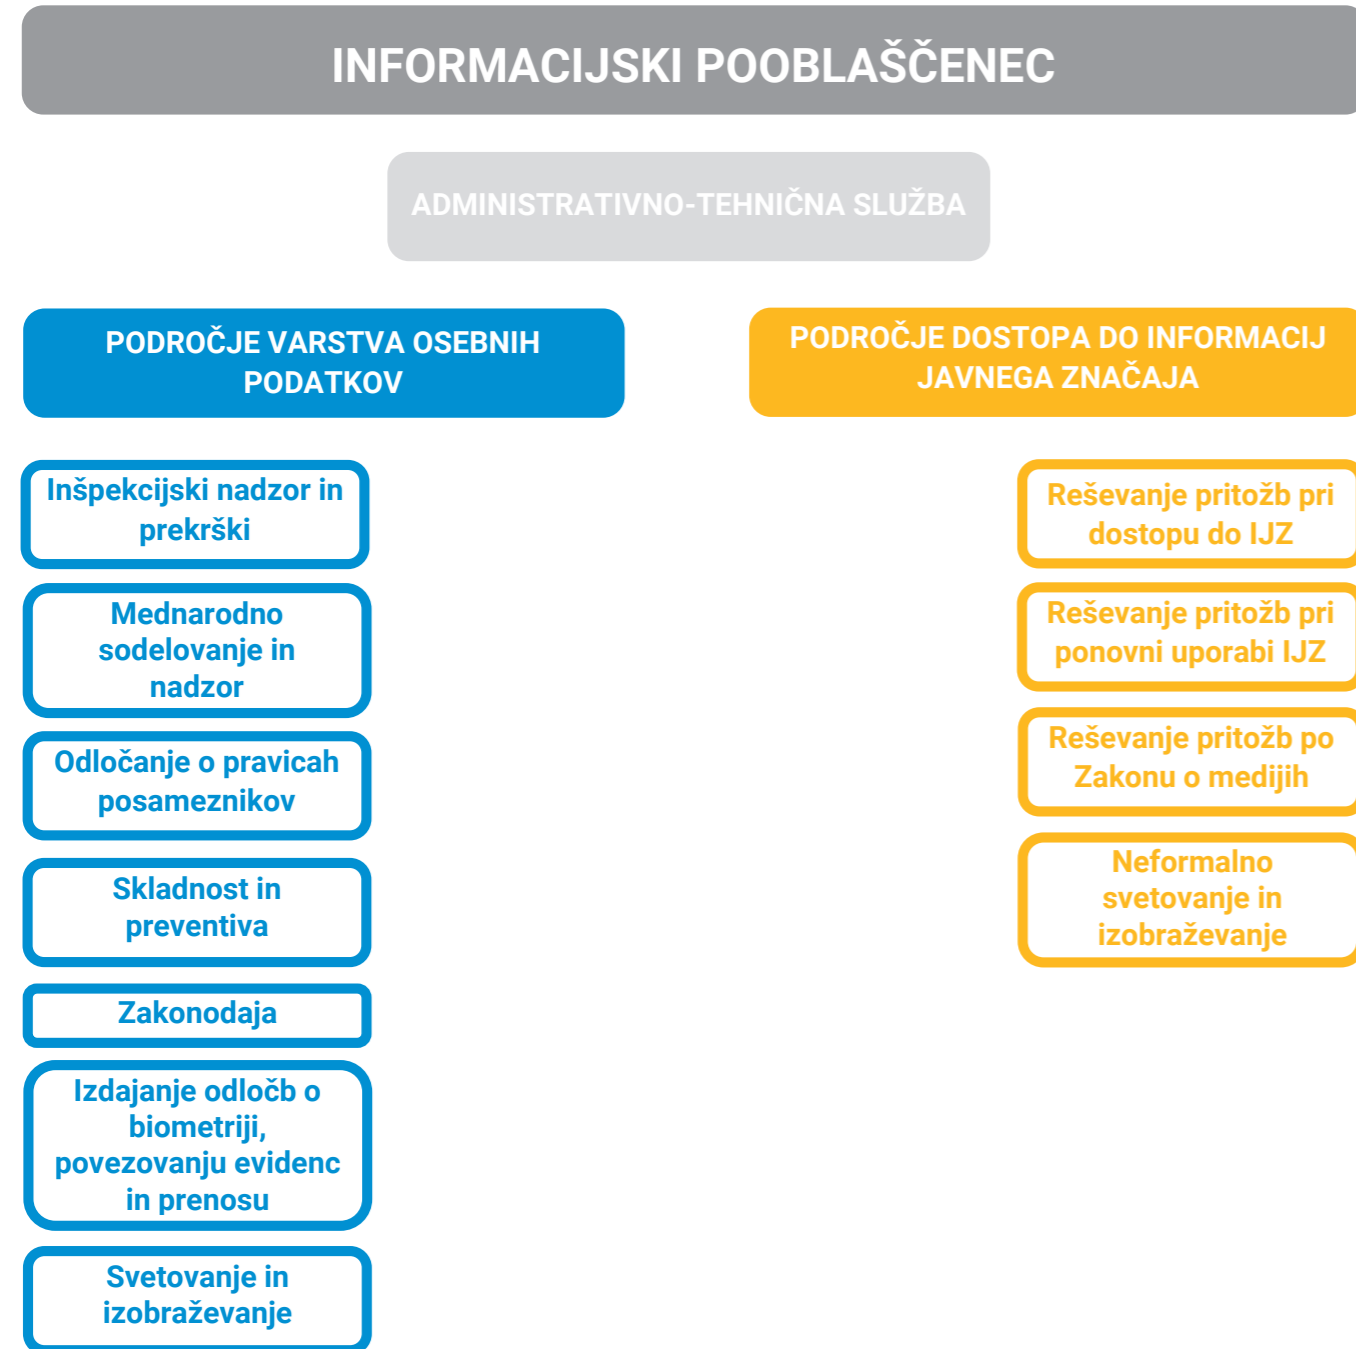 INFORMACIJSKI POOBLAŠČENEC
ADMINISTRATIVNO-TEHNIČNA SLUŽBA
PODROČJE VARSTVA OSEBNIH
PODATKOV
Inšpekcijski nadzor in
prekrški
Mednarodno
sodelovanje in
nadzor
Odločanje o pravicah
posameznikov
Skladnost in
preventiva
Zakonodaja
Izdajanje odločb o
biometriji,
povezovanju evidenc
in prenosu
Svetovanje in
izobraževanje
PODROČJE DOSTOPA DO INFORMACIJ
JAVNEGA ZNAČAJA
Reševanje pritožb pri
dostopu do IJZ
Reševanje pritožb pri
ponovni uporabi IJZ
Reševanje pritožb po
Zakonu o medijih
Neformalno
svetovanje in
izobraževanje